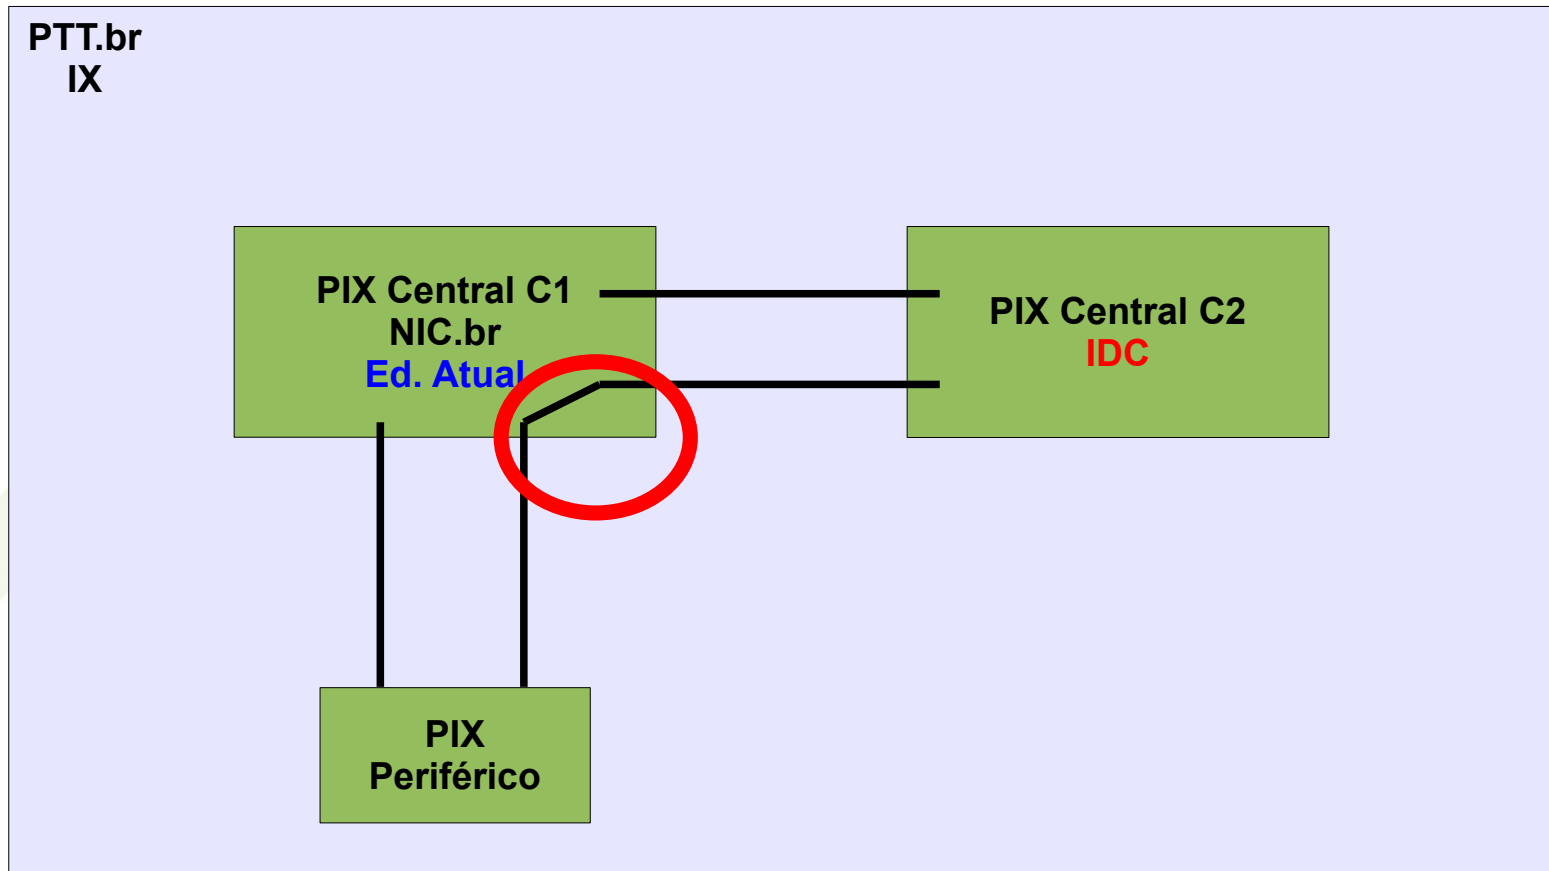 PTT.br
IX
PIX Central C1
NIC.br
Ed. Atual
PIX Central C2
IDC
PIX
Periférico